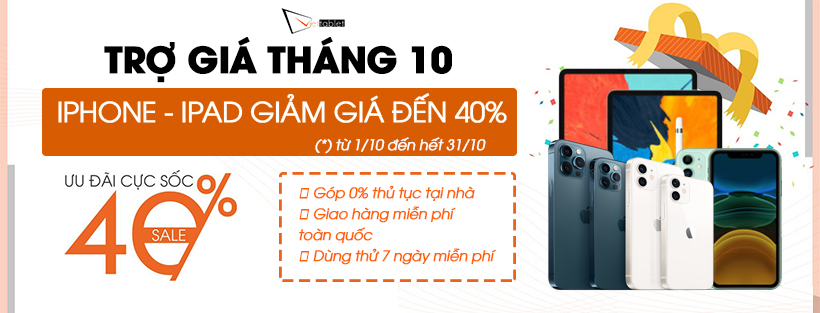 tablet
TRỢ GIÁ THÁNG 10
IPHONE - IPAD GIẢM GIÁ ĐẾN 40%
(*) từ 1/10 đến hết 31/10
ƯU ĐÃI CỰC SỐC
40%
SALE
Góp 0% thủ tục tại nhà
Giao hàng miễn phí
toàn quốc
Dùng thử 7 ngày miễn phí